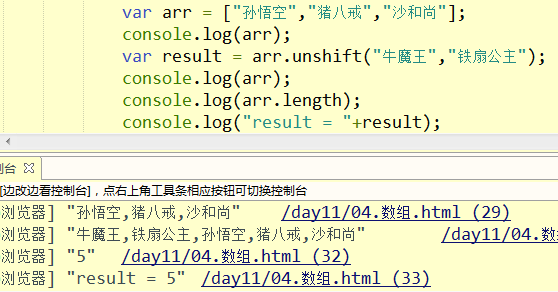 var arr = ["孙悟空","猪八戒","沙和尚"];
console.log(arr);
var result = arr.unshift("牛魔王","铁扇公主");
console.log(arr);
console.log(arr.length);
console.log("result = "+result);
制台
[边改边看控制台]，点右上角工具条相应按钮可切换控制台
浏览器] "孙悟空,猪八戒,沙和尚" /day11/04.数组.html (29)
浏览器] "牛魔王,铁扇公主,孙悟空,猪八戒,沙和尚" /day11/04.数
浏览器] "5" /day11/04.数组.html (32)
浏览器] "result = 5" /day11/04.数组.html (33)